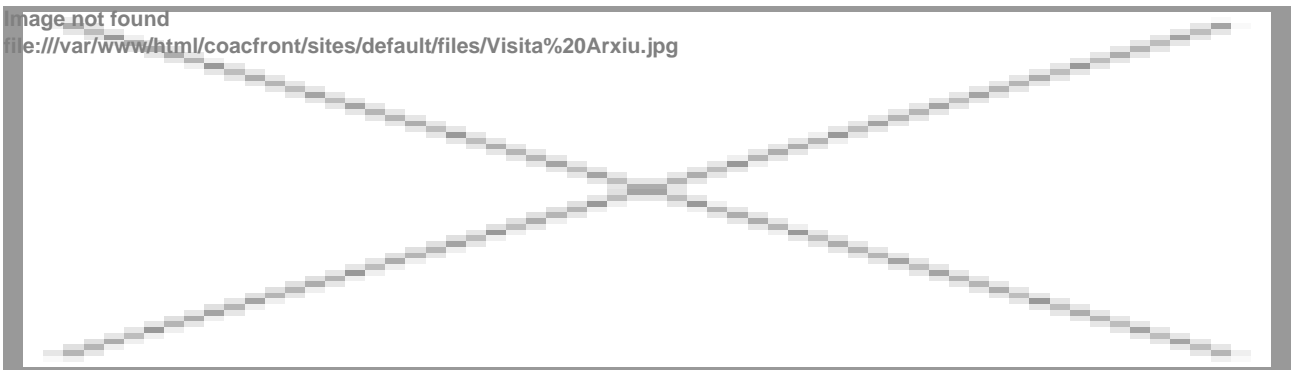 Image not found
file:///var/www/html/coacfront/sites/default/files/Visita%20Arxiu.jpg